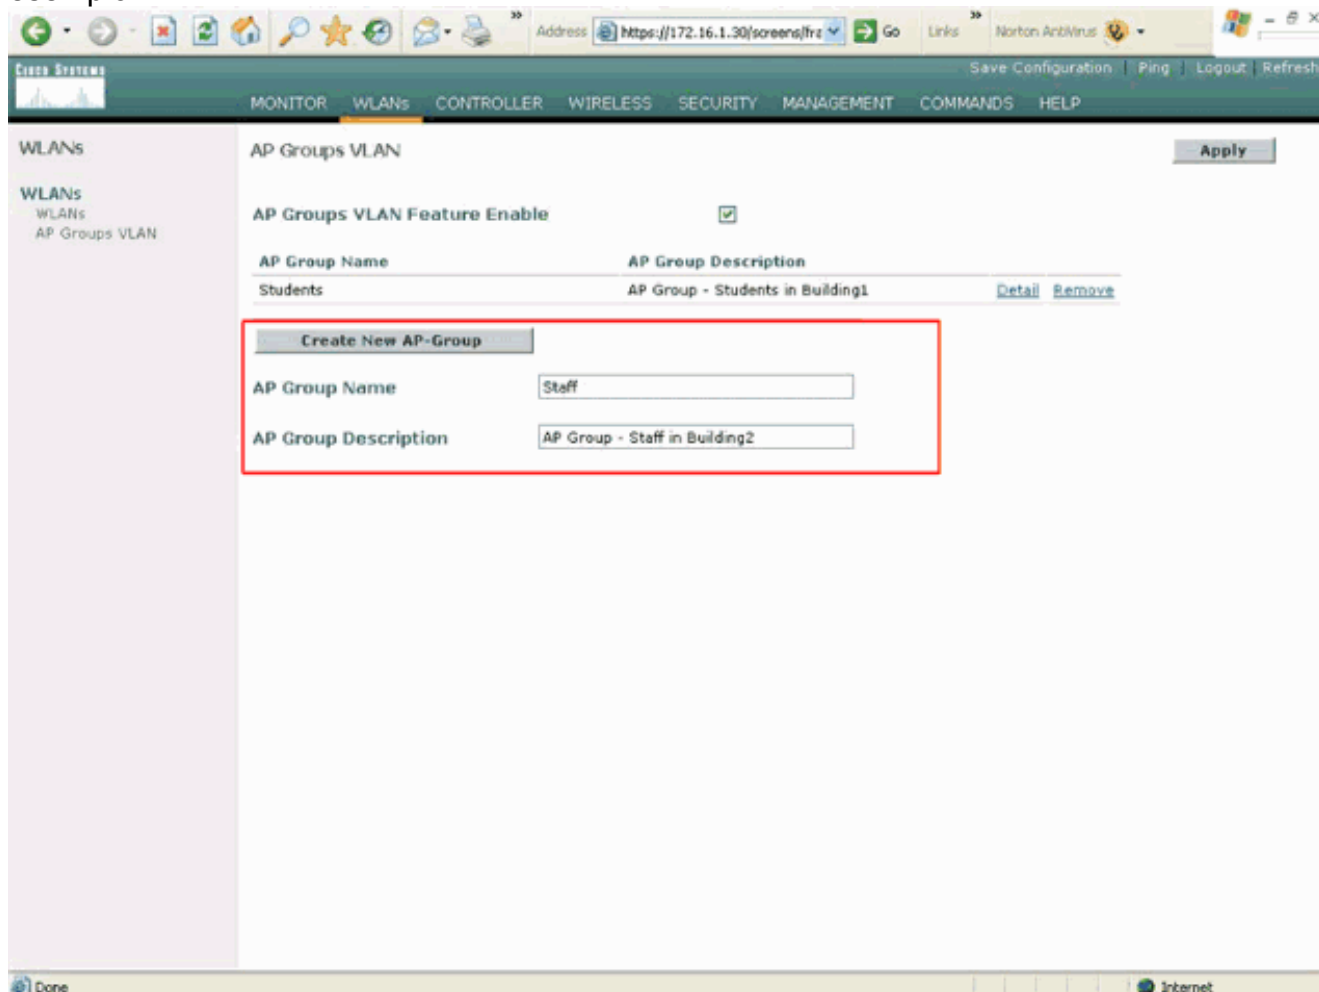 Address https://172.16.1.30/screens/fra Go Links Norton AntiVirus
CISCO SYSTEMS
Save Configuration | Ping | Logout | Refresh
MONITOR WLANs CONTROLLER WIRELESS SECURITY MANAGEMENT COMMANDS HELP
WLANs
WLANs
WLANs
AP Groups VLAN
AP Groups VLAN
Apply
AP Groups VLAN Feature Enable
AP Group Name AP Group Description
Students AP Group - Students in Building1 Detail Remove
Create New AP-Group
AP Group Name Staff
AP Group Description AP Group - Staff in Building2
Done Internet